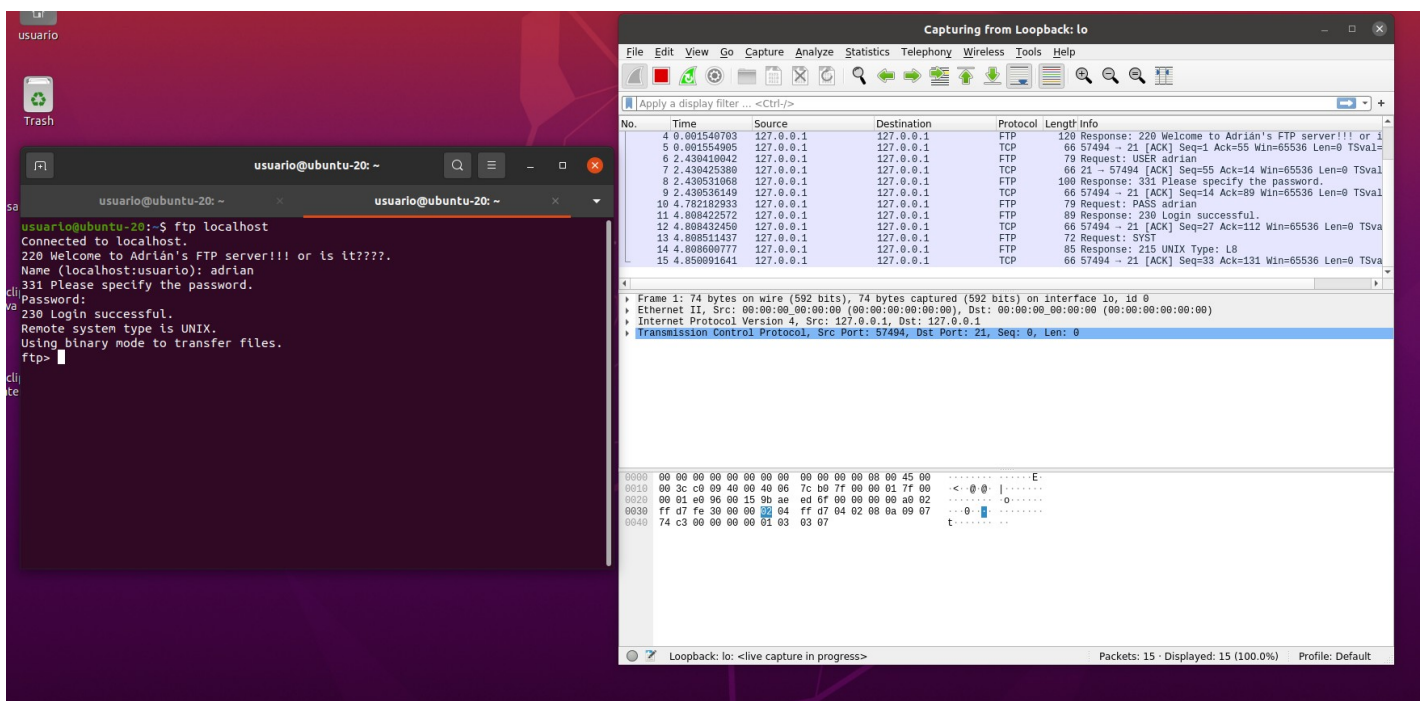 usuario
Trash
usuario@ubuntu-20: ~
usuario@ubuntu-20: ~
usuario@ubuntu-20: ~
usuario@ubuntu-20:~$ ftp localhost
Connected to localhost.
220 Welcome to Adrián's FTP server!!! or is it????.
Name (localhost:usuario): adrian
331 Please specify the password.
Password:
230 Login successful.
Remote system type is UNIX.
Using binary mode to transfer files.
ftp>
Capturing from Loopback: lo
File Edit View Go Capture Analyze Statistics Telephony Wireless Tools Help
Apply a display filter ... <Ctrl-/>
No. Time Source Destination Protocol Length Info
4 0.001540703 127.0.0.1 127.0.0.1 FTP 120 Response: 220 Welcome to Adrián's FTP server!!! or i
5 0.001554905 127.0.0.1 127.0.0.1 TCP 66 57494 → 21 [ACK] Seq=1 Ack=55 Win=65536 Len=0 TSval=
6 2.430410042 127.0.0.1 127.0.0.1 FTP 79 Request: USER adrian
7 2.430425380 127.0.0.1 127.0.0.1 TCP 66 21 → 57494 [ACK] Seq=55 Ack=14 Win=65536 Len=0 TSval
8 2.430531068 127.0.0.1 127.0.0.1 FTP 100 Response: 331 Please specify the password.
9 2.430536149 127.0.0.1 127.0.0.1 TCP 66 57494 → 21 [ACK] Seq=14 Ack=89 Win=65536 Len=0 TSval
10 4.782182933 127.0.0.1 127.0.0.1 FTP 79 Request: PASS adrian
11 4.808422572 127.0.0.1 127.0.0.1 FTP 89 Response: 230 Login successful.
12 4.808432450 127.0.0.1 127.0.0.1 TCP 66 57494 → 21 [ACK] Seq=27 Ack=112 Win=65536 Len=0 TSva
13 4.808511437 127.0.0.1 127.0.0.1 FTP 72 Request: SYST
14 4.808600777 127.0.0.1 127.0.0.1 FTP 85 Response: 215 UNIX Type: L8
15 4.850091641 127.0.0.1 127.0.0.1 TCP 66 57494 → 21 [ACK] Seq=33 Ack=131 Win=65536 Len=0 TSva
Frame 1: 74 bytes on wire (592 bits), 74 bytes captured (592 bits) on interface lo, id 0
Ethernet II, Src: 00:00:00_00:00:00 (00:00:00:00:00:00), Dst: 00:00:00_00:00:00 (00:00:00:00:00:00)
Internet Protocol Version 4, Src: 127.0.0.1, Dst: 127.0.0.1
Transmission Control Protocol, Src Port: 57494, Dst Port: 21, Seq: 0, Len: 0
0000 00 00 00 00 00 00 00 00 00 00 00 00 08 00 45 00 ········ ······E·
0010 00 3c c0 09 40 00 40 06 7c b0 7f 00 00 01 7f 00 ·<··@·@· |·······
0020 00 01 e0 96 00 15 9b ae ed 6f 00 00 00 00 a0 02 ········ ·o······
0030 ff d7 fe 30 00 00 02 04 ff d7 04 02 08 0a 09 07 ···0···· ········
0040 74 c3 00 00 00 00 01 03 03 07 t······· ··
Loopback: lo: <live capture in progress> Packets: 15 · Displayed: 15 (100.0%) Profile: Default